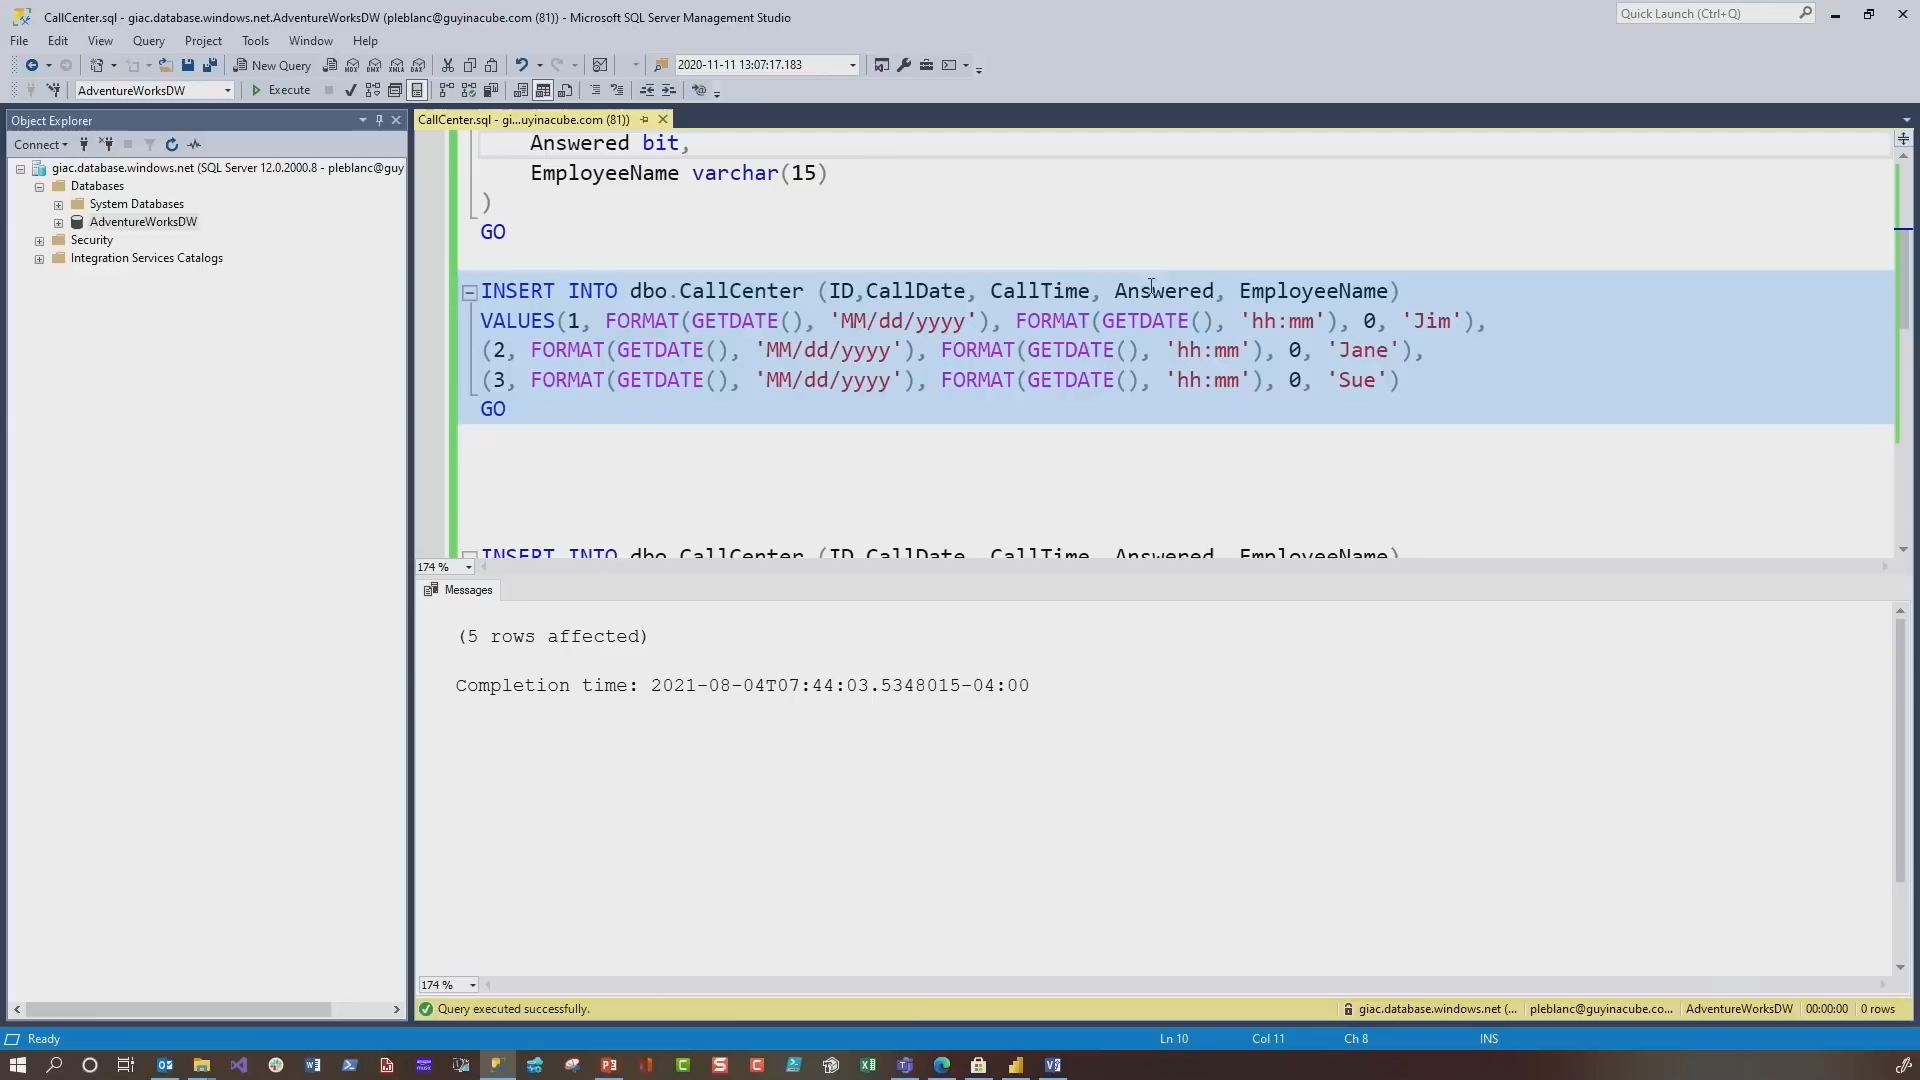 CallCenter.sql - giac.database.windows.net.AdventureWorksDW (pleblanc@guyinacube.com (81)) - Microsoft SQL Server Management Studio
Quick Launch (Ctrl+Q)
File Edit View Query Project Tools Window Help
New Query
2020-11-11 13:07:17.183
AdventureWorksDW
Execute
Object Explorer
CallCenter.sql - gi...uyinacube.com (81))
Connect
giac.database.windows.net (SQL Server 12.0.2000.8 - pleblanc@guy
Databases
System Databases
AdventureWorksDW
Security
Integration Services Catalogs
Answered bit,
EmployeeName varchar(15)
)
GO
INSERT INTO dbo.CallCenter (ID,CallDate, CallTime, Answered, EmployeeName)
VALUES(1, FORMAT(GETDATE(), 'MM/dd/yyyy'), FORMAT(GETDATE(), 'hh:mm'), 0, 'Jim'),
(2, FORMAT(GETDATE(), 'MM/dd/yyyy'), FORMAT(GETDATE(), 'hh:mm'), 0, 'Jane'),
(3, FORMAT(GETDATE(), 'MM/dd/yyyy'), FORMAT(GETDATE(), 'hh:mm'), 0, 'Sue')
GO
INSERT INTO dbo.CallCenter (ID,CallDate, CallTime, Answered, EmployeeName)
174 %
Messages
(5 rows affected)
Completion time: 2021-08-04T07:44:03.5348015-04:00
174 %
Query executed successfully.
giac.database.windows.net (... pleblanc@guyinacube.co... AdventureWorksDW 00:00:00 0 rows
Ready
Ln 10 Col 11 Ch 8 INS